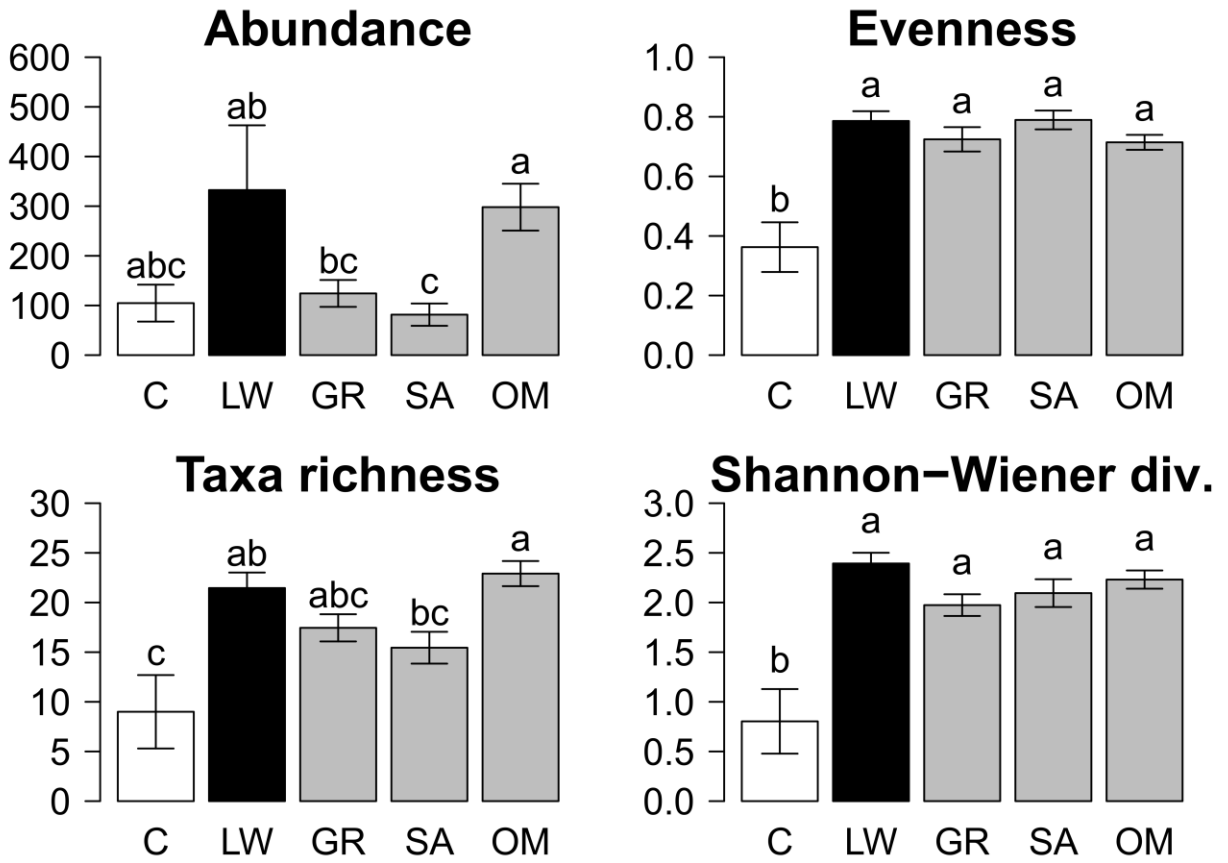 Abundance
600
500
400
300
200
100
0
abc
ab
bc
c
a
C LW GR SA OM
Evenness
1.0
0.8
0.6
0.4
0.2
0.0
b
a
a
a
a
C LW GR SA OM
Taxa richness
30
25
20
15
10
5
0
c
ab
abc
bc
a
C LW GR SA OM
Shannon−Wiener div.
3.0
2.5
2.0
1.5
1.0
0.5
0.0
b
a
a
a
a
C LW GR SA OM